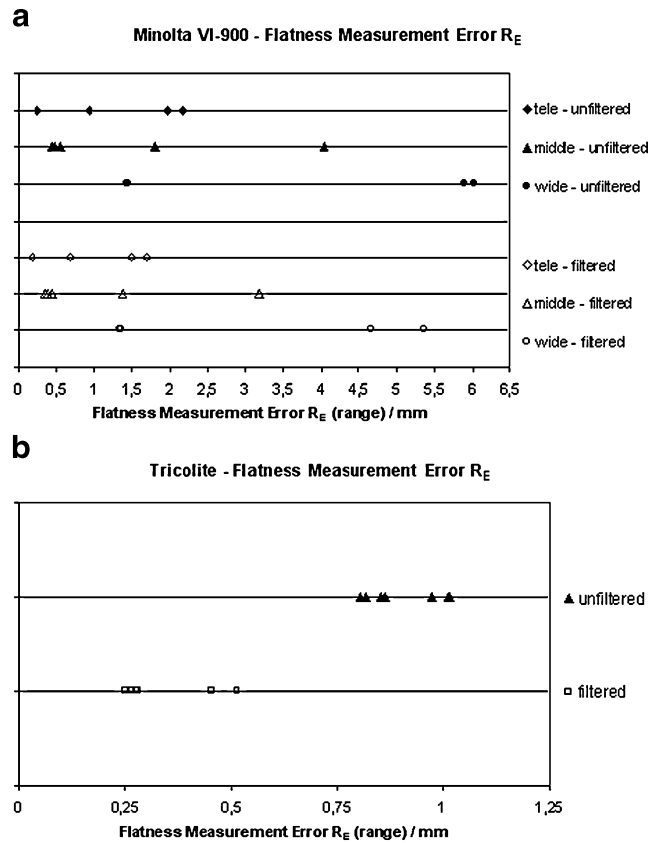 a
Minolta VI-900 - Flatness Measurement Error RE
tele - unfiltered
middle - unfiltered
wide - unfiltered
tele - filtered
middle - filtered
wide - filtered
0 0,5 1 1,5 2 2,5 3 3,5 4 4,5 5 5,5 6 6,5
Flatness Measurement Error RE (range) / mm
b
Tricolite - Flatness Measurement Error RE
unfiltered
filtered
0 0,25 0,5 0,75 1 1,25
Flatness Measurement Error RE (range) / mm